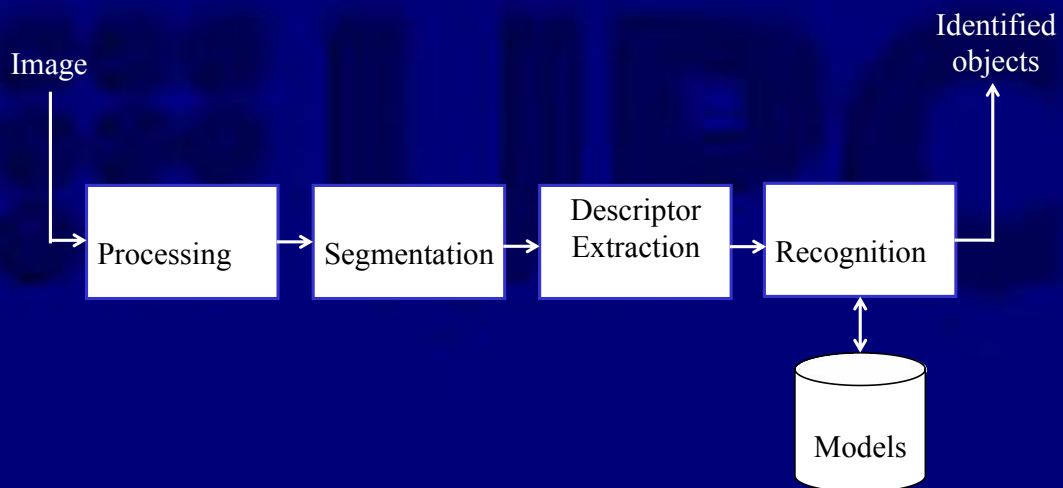 Image
Identified
objects
Processing
Segmentation
Descriptor
Extraction
Recognition
Models